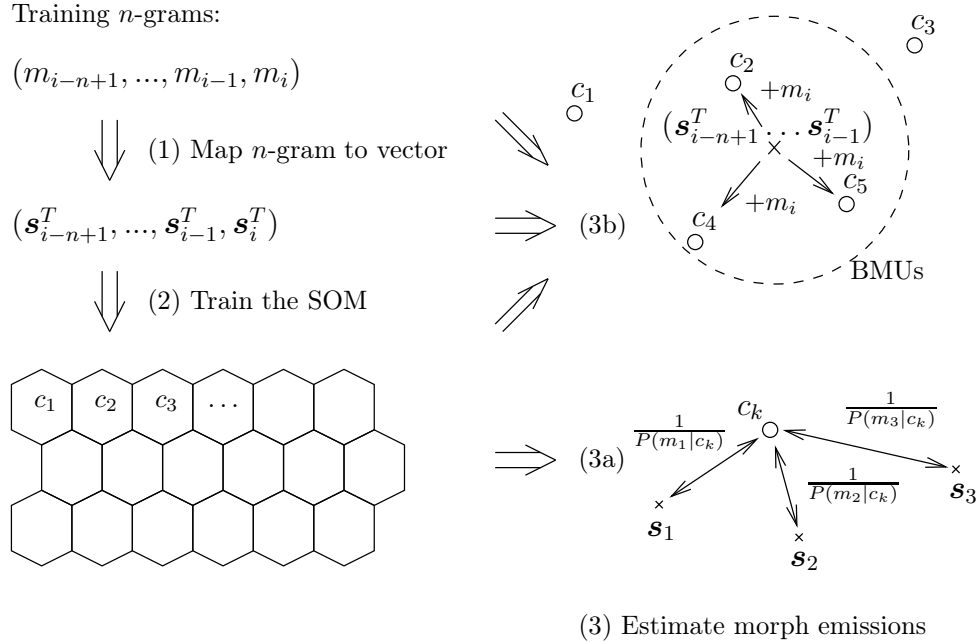 Training n-grams:
(m_{i−n+1}, ..., m_{i−1}, m_i)
(1) Map n-gram to vector
(s^T_{i−n+1}, ..., s^T_{i−1}, s^T_i)
(2) Train the SOM
c_1 c_2 c_3 ...
c_3
c_2
c_1
+m_i
(s^T_{i−n+1} ... s^T_{i−1})
+m_i
c_5
+m_i
c_4
(3b)
BMUs
c_k
1/P(m_1|c_k)
1/P(m_3|c_k)
(3a)
1/P(m_2|c_k)
s_1
s_2
s_3
(3) Estimate morph emissions